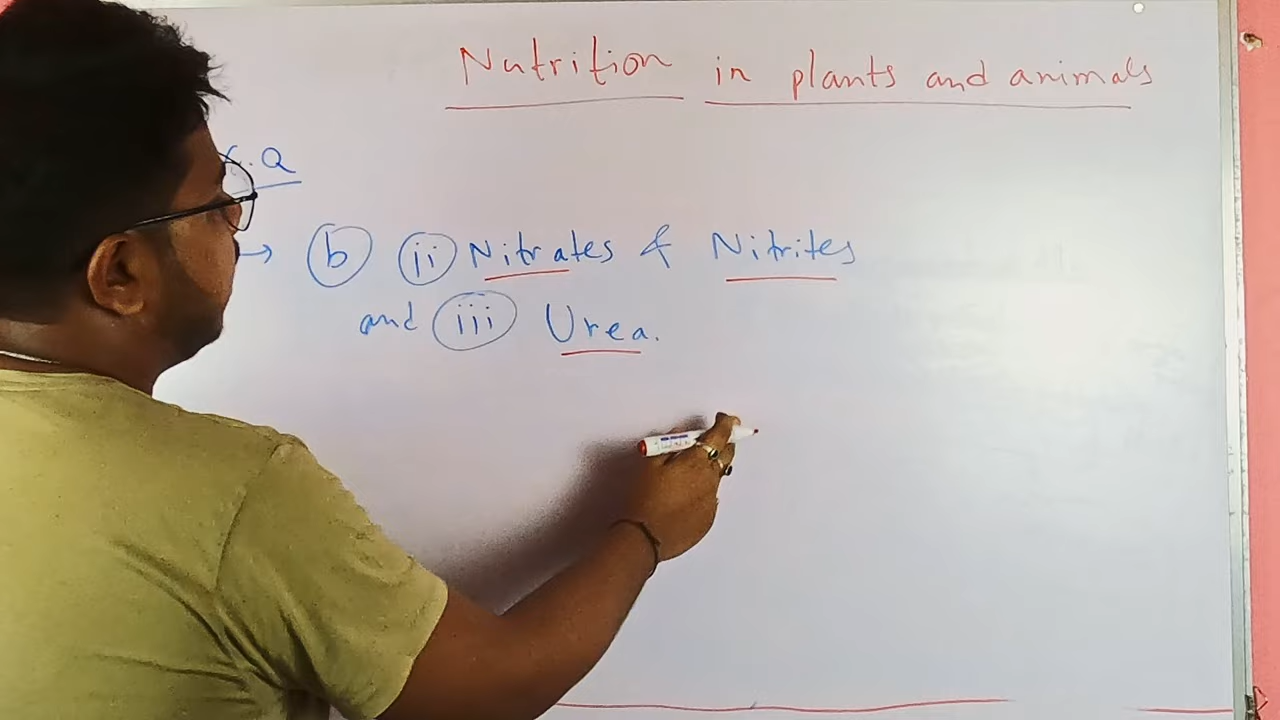 Nutrition in plants and animals
. Q
→ b ii Nitrates & Nitrites
and iii Urea.